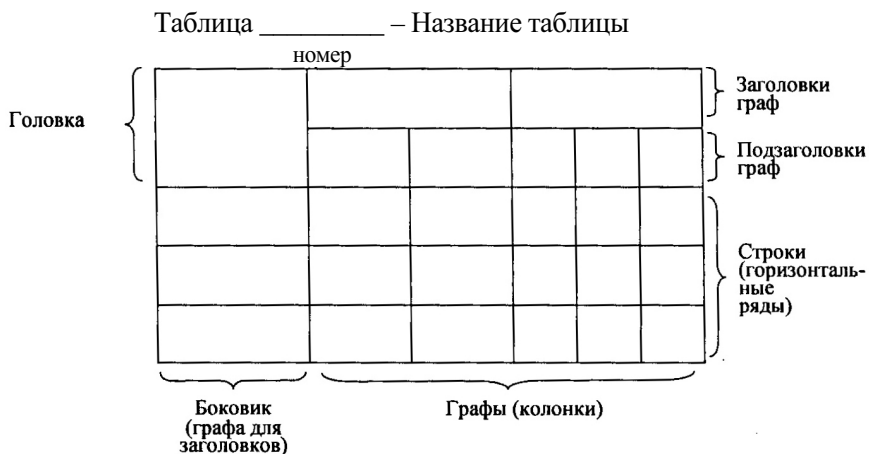 Таблица _________ – Название таблицы
номер
Головка
Заголовки
граф
Подзаголовки
граф
Строки
(горизонталь-
ные
ряды)
Боковик
(графа для
заголовков)
Графы (колонки)